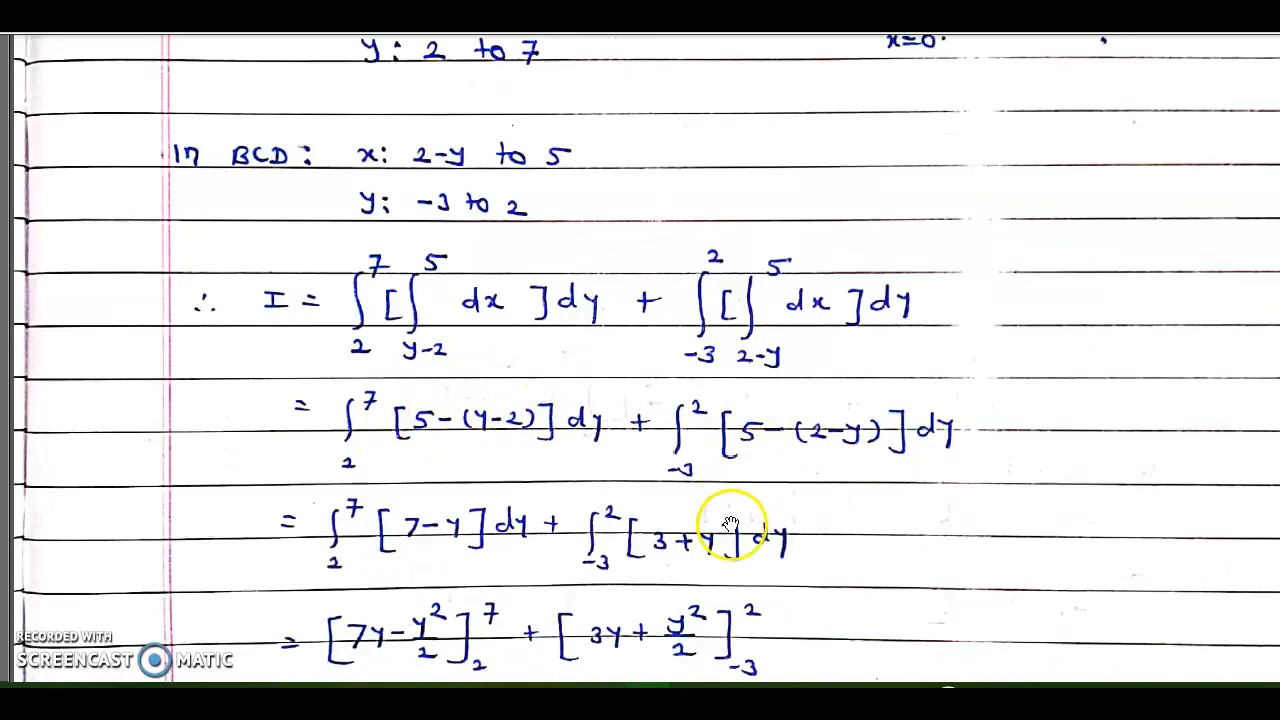 y: 2 to 7 x=0.
In BCD: x: 2-y to 5
y: -3 to 2
∴ I = ∫_2^7 [∫_{y-2}^5 dx] dy + ∫_{-3}^2 [∫_{2-y}^5 dx] dy
= ∫_2^7 [5-(y-2)] dy + ∫_{-3}^2 [5-(2-y)] dy
= ∫_2^7 [7-y] dy + ∫_{-3}^2 [3+y] dy
= [7y - y²/2]_2^7 + [3y + y²/2]_{-3}^2
RECORDED WITH
SCREENCAST MATIC